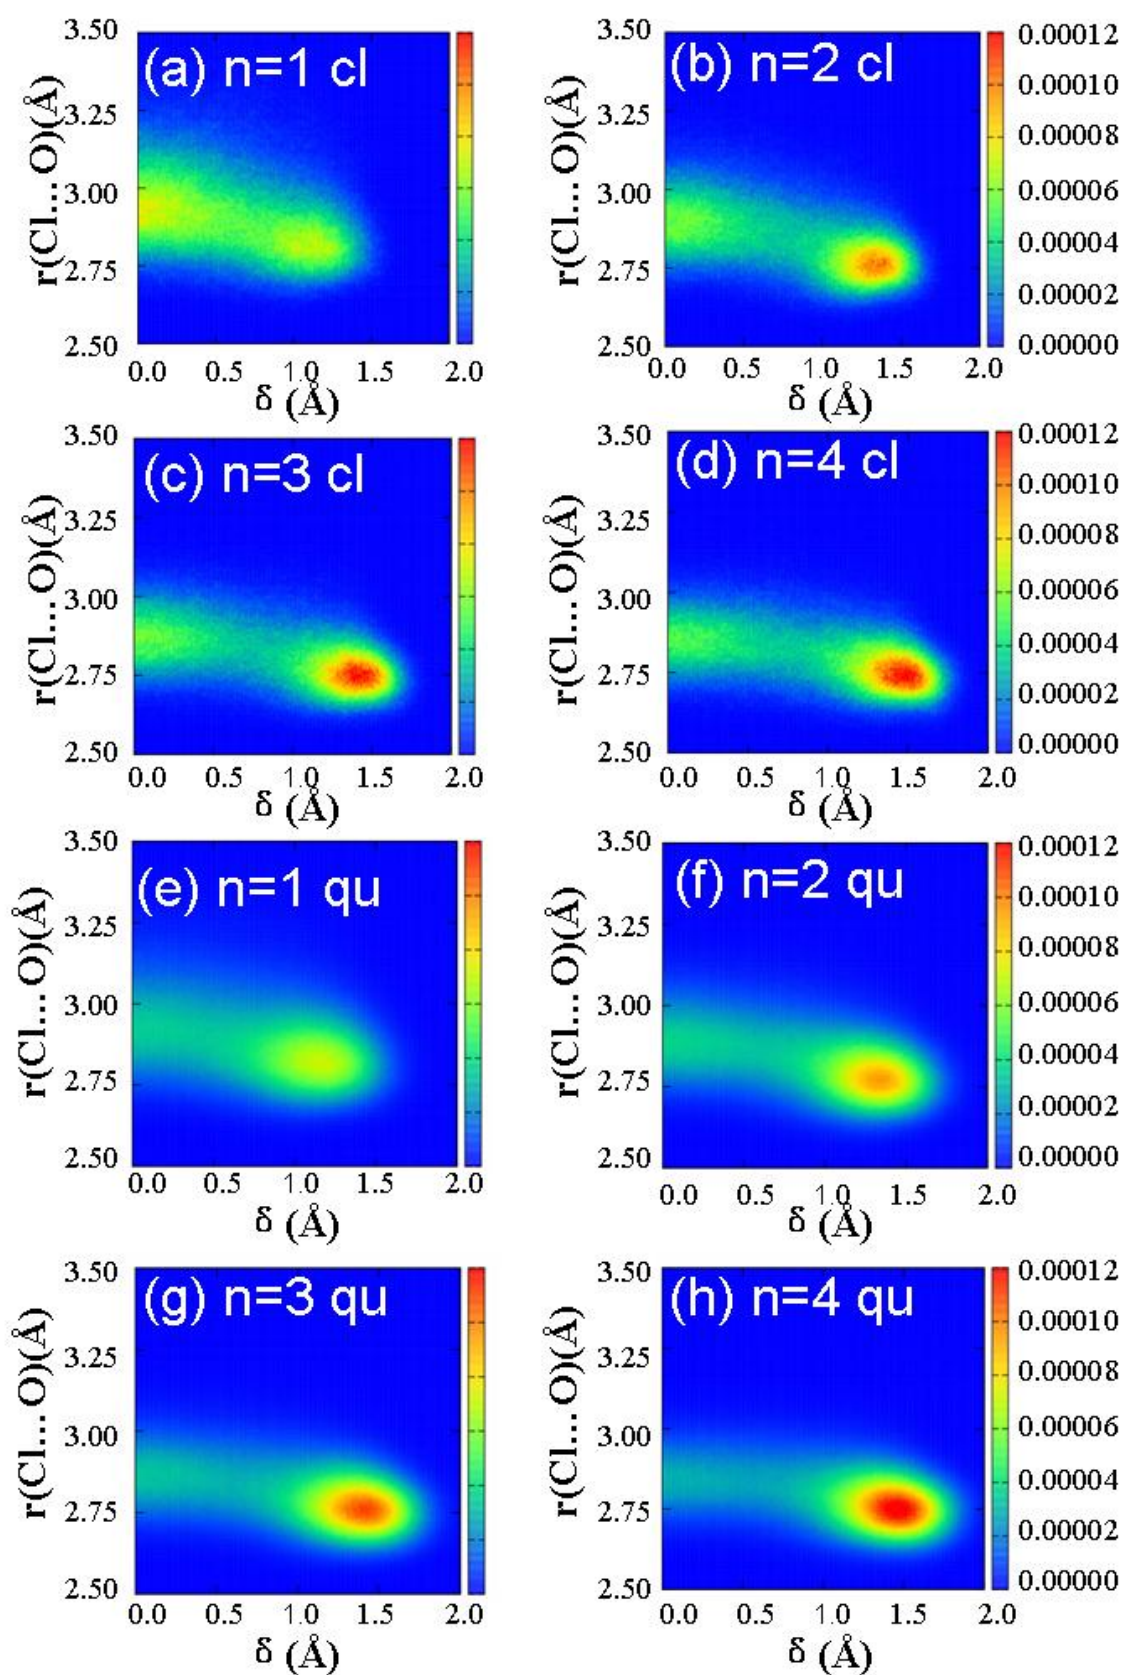 3.50
3.25
3.00
2.75
2.50
r(Cl...O)(Å)
(a) n=1 cl
0.0 0.5 1.0 1.5 2.0
δ (Å)
3.50
3.25
3.00
2.75
2.50
r(Cl...O)(Å)
(b) n=2 cl
0.0 0.5 1.0 1.5 2.0
δ (Å)
0.00012
0.00010
0.00008
0.00006
0.00004
0.00002
0.00000
3.50
3.25
3.00
2.75
2.50
r(Cl...O)(Å)
(c) n=3 cl
0.0 0.5 1.0 1.5 2.0
δ (Å)
3.50
3.25
3.00
2.75
2.50
r(Cl...O)(Å)
(d) n=4 cl
0.0 0.5 1.0 1.5 2.0
δ (Å)
0.00012
0.00010
0.00008
0.00006
0.00004
0.00002
0.00000
3.50
3.25
3.00
2.75
2.50
r(Cl...O)(Å)
(e) n=1 qu
0.0 0.5 1.0 1.5 2.0
δ (Å)
3.50
3.25
3.00
2.75
2.50
r(Cl...O)(Å)
(f) n=2 qu
0.0 0.5 1.0 1.5 2.0
δ (Å)
0.00012
0.00010
0.00008
0.00006
0.00004
0.00002
0.00000
3.50
3.25
3.00
2.75
2.50
r(Cl...O)(Å)
(g) n=3 qu
0.0 0.5 1.0 1.5 2.0
δ (Å)
3.50
3.25
3.00
2.75
2.50
r(Cl...O)(Å)
(h) n=4 qu
0.0 0.5 1.0 1.5 2.0
δ (Å)
0.00012
0.00010
0.00008
0.00006
0.00004
0.00002
0.00000